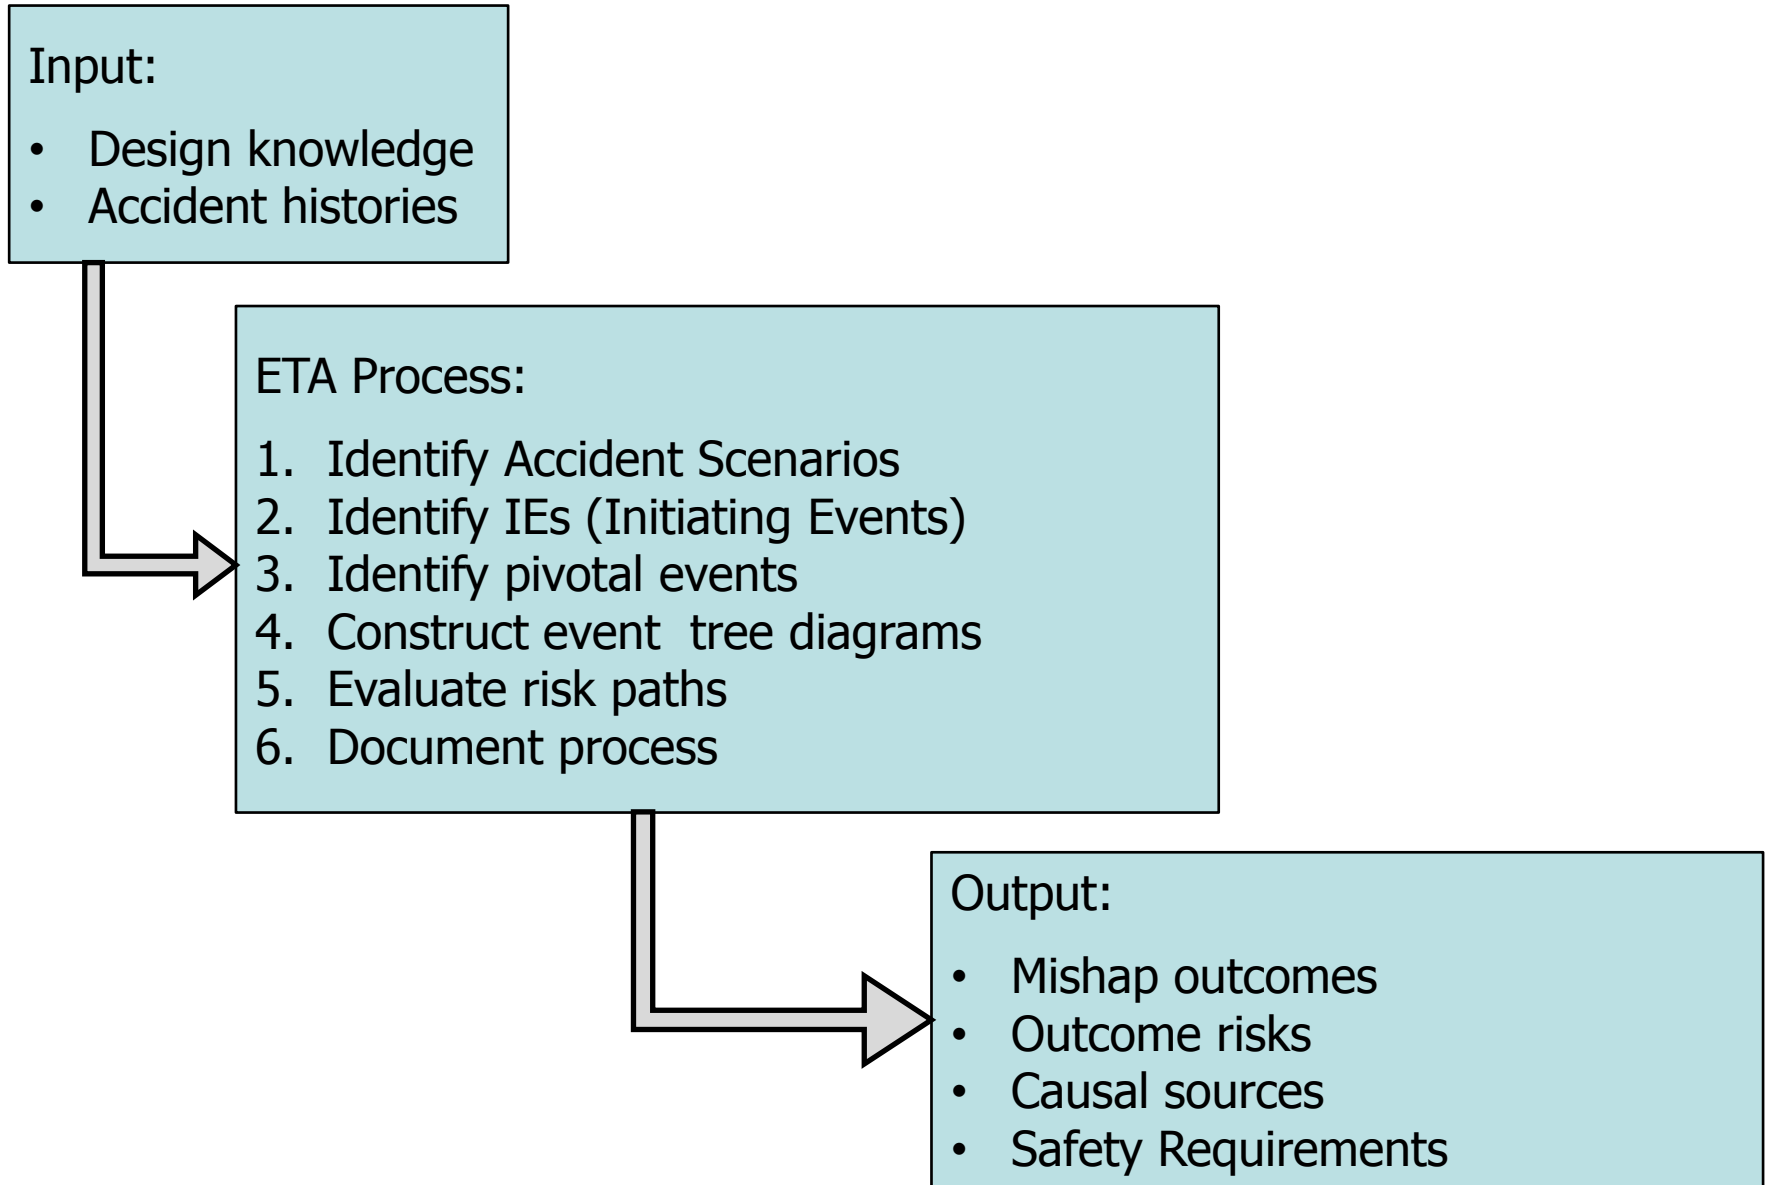 Input:
• Design knowledge
• Accident histories
ETA Process:
1. Identify Accident Scenarios
2. Identify IEs (Initiating Events)
3. Identify pivotal events
4. Construct event  tree diagrams
5. Evaluate risk paths
6. Document process
Output:
• Mishap outcomes
• Outcome risks
• Causal sources
• Safety Requirements